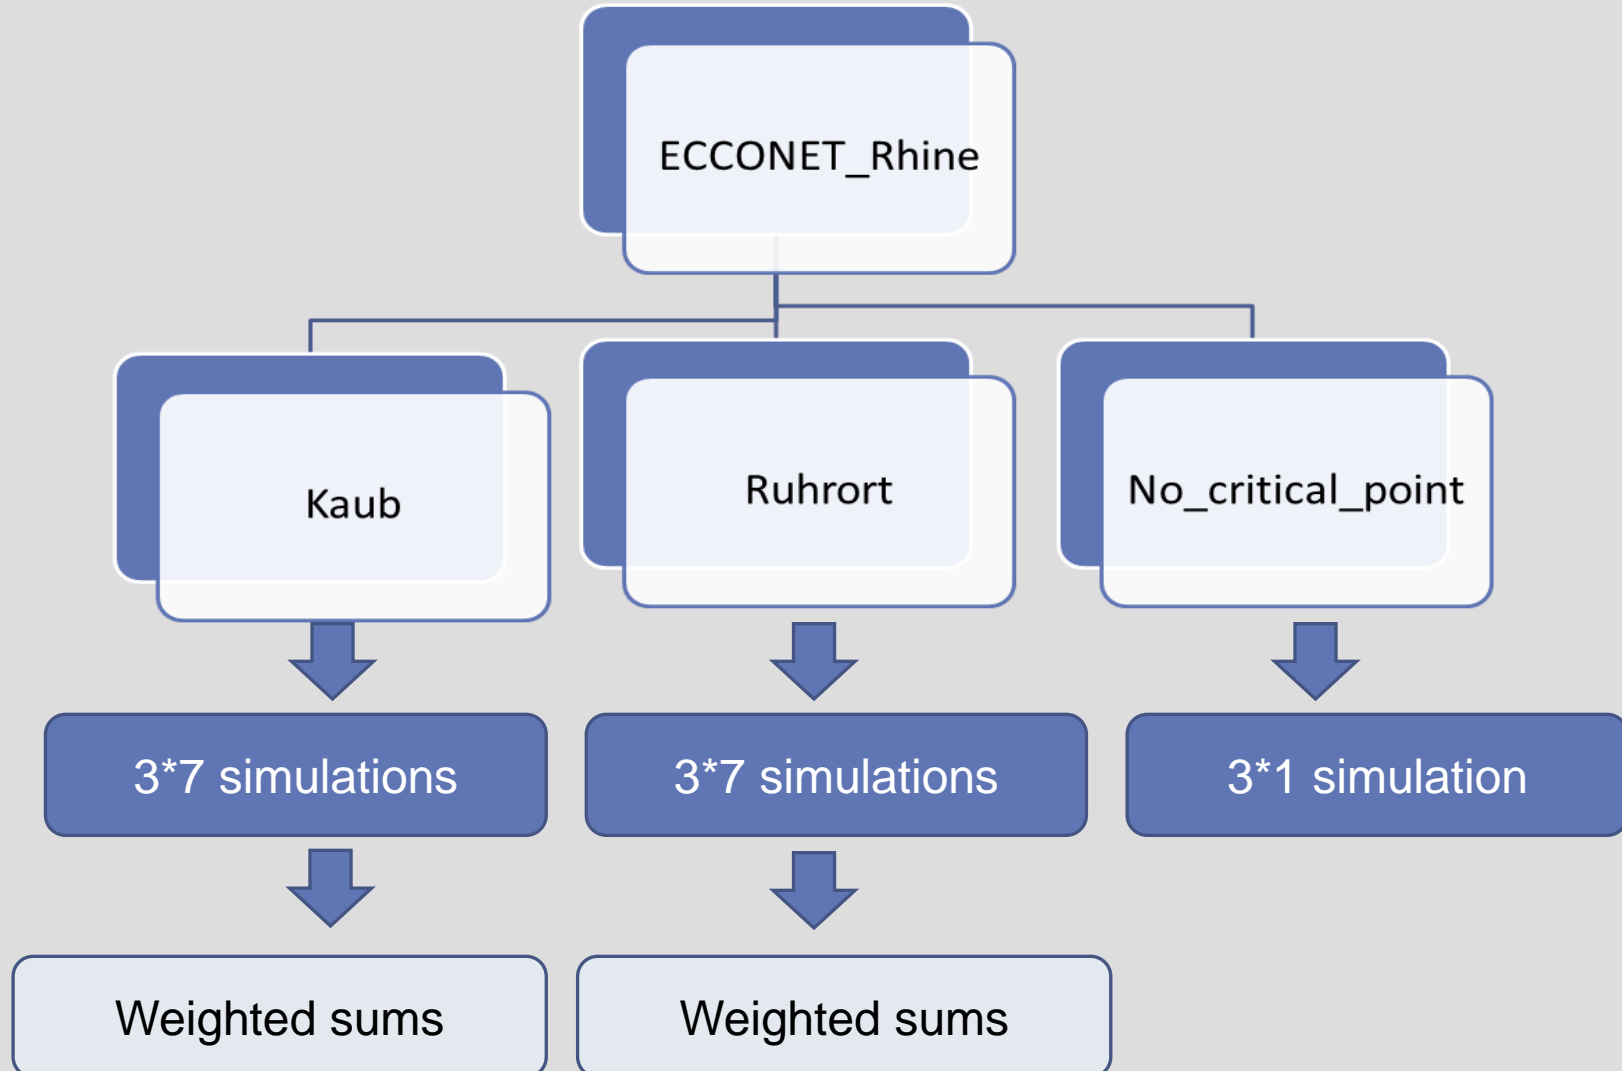 ECCONET_Rhine
Kaub
Ruhrort
No_critical_point
3*7 simulations
3*7 simulations
3*1 simulation
Weighted sums
Weighted sums